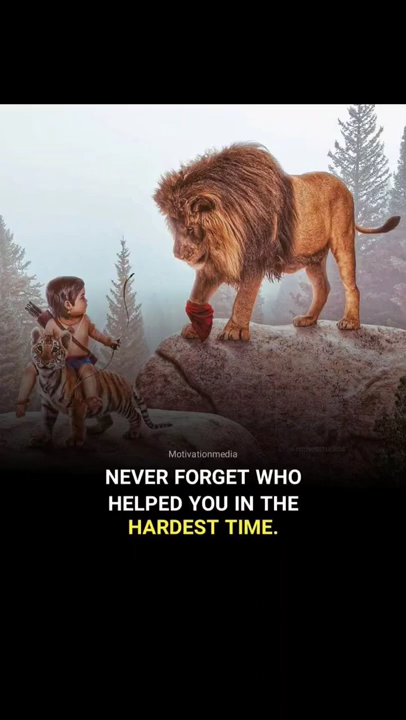 Motivationmedia
NEVER FORGET WHO
HELPED YOU IN THE
HARDEST TIME.